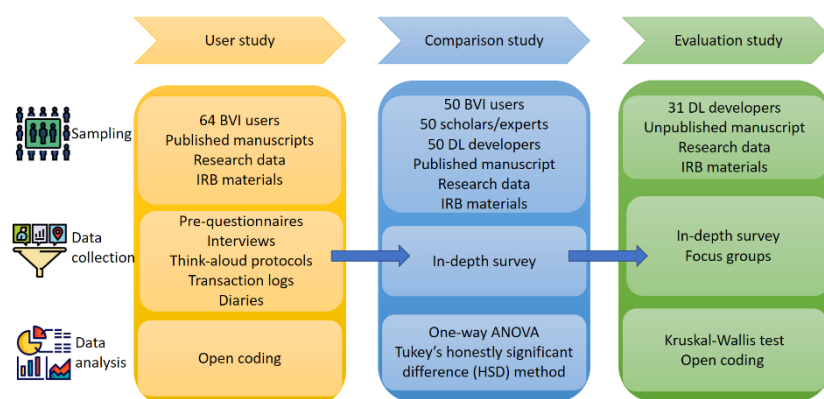 User study
Comparison study
Evaluation study
Sampling
64 BVI users
Published manuscripts
Research data
IRB materials
50 BVI users
50 scholars/experts
50 DL developers
Published manuscript
Research data
IRB materials
31 DL developers
Unpublished manuscript
Research data
IRB materials
Data
collection
Pre-questionnaires
Interviews
Think-aloud protocols
Transaction logs
Diaries
In-depth survey
In-depth survey
Focus groups
Data
analysis
Open coding
One-way ANOVA
Tukey's honestly significant
difference (HSD) method
Kruskal-Wallis test
Open coding